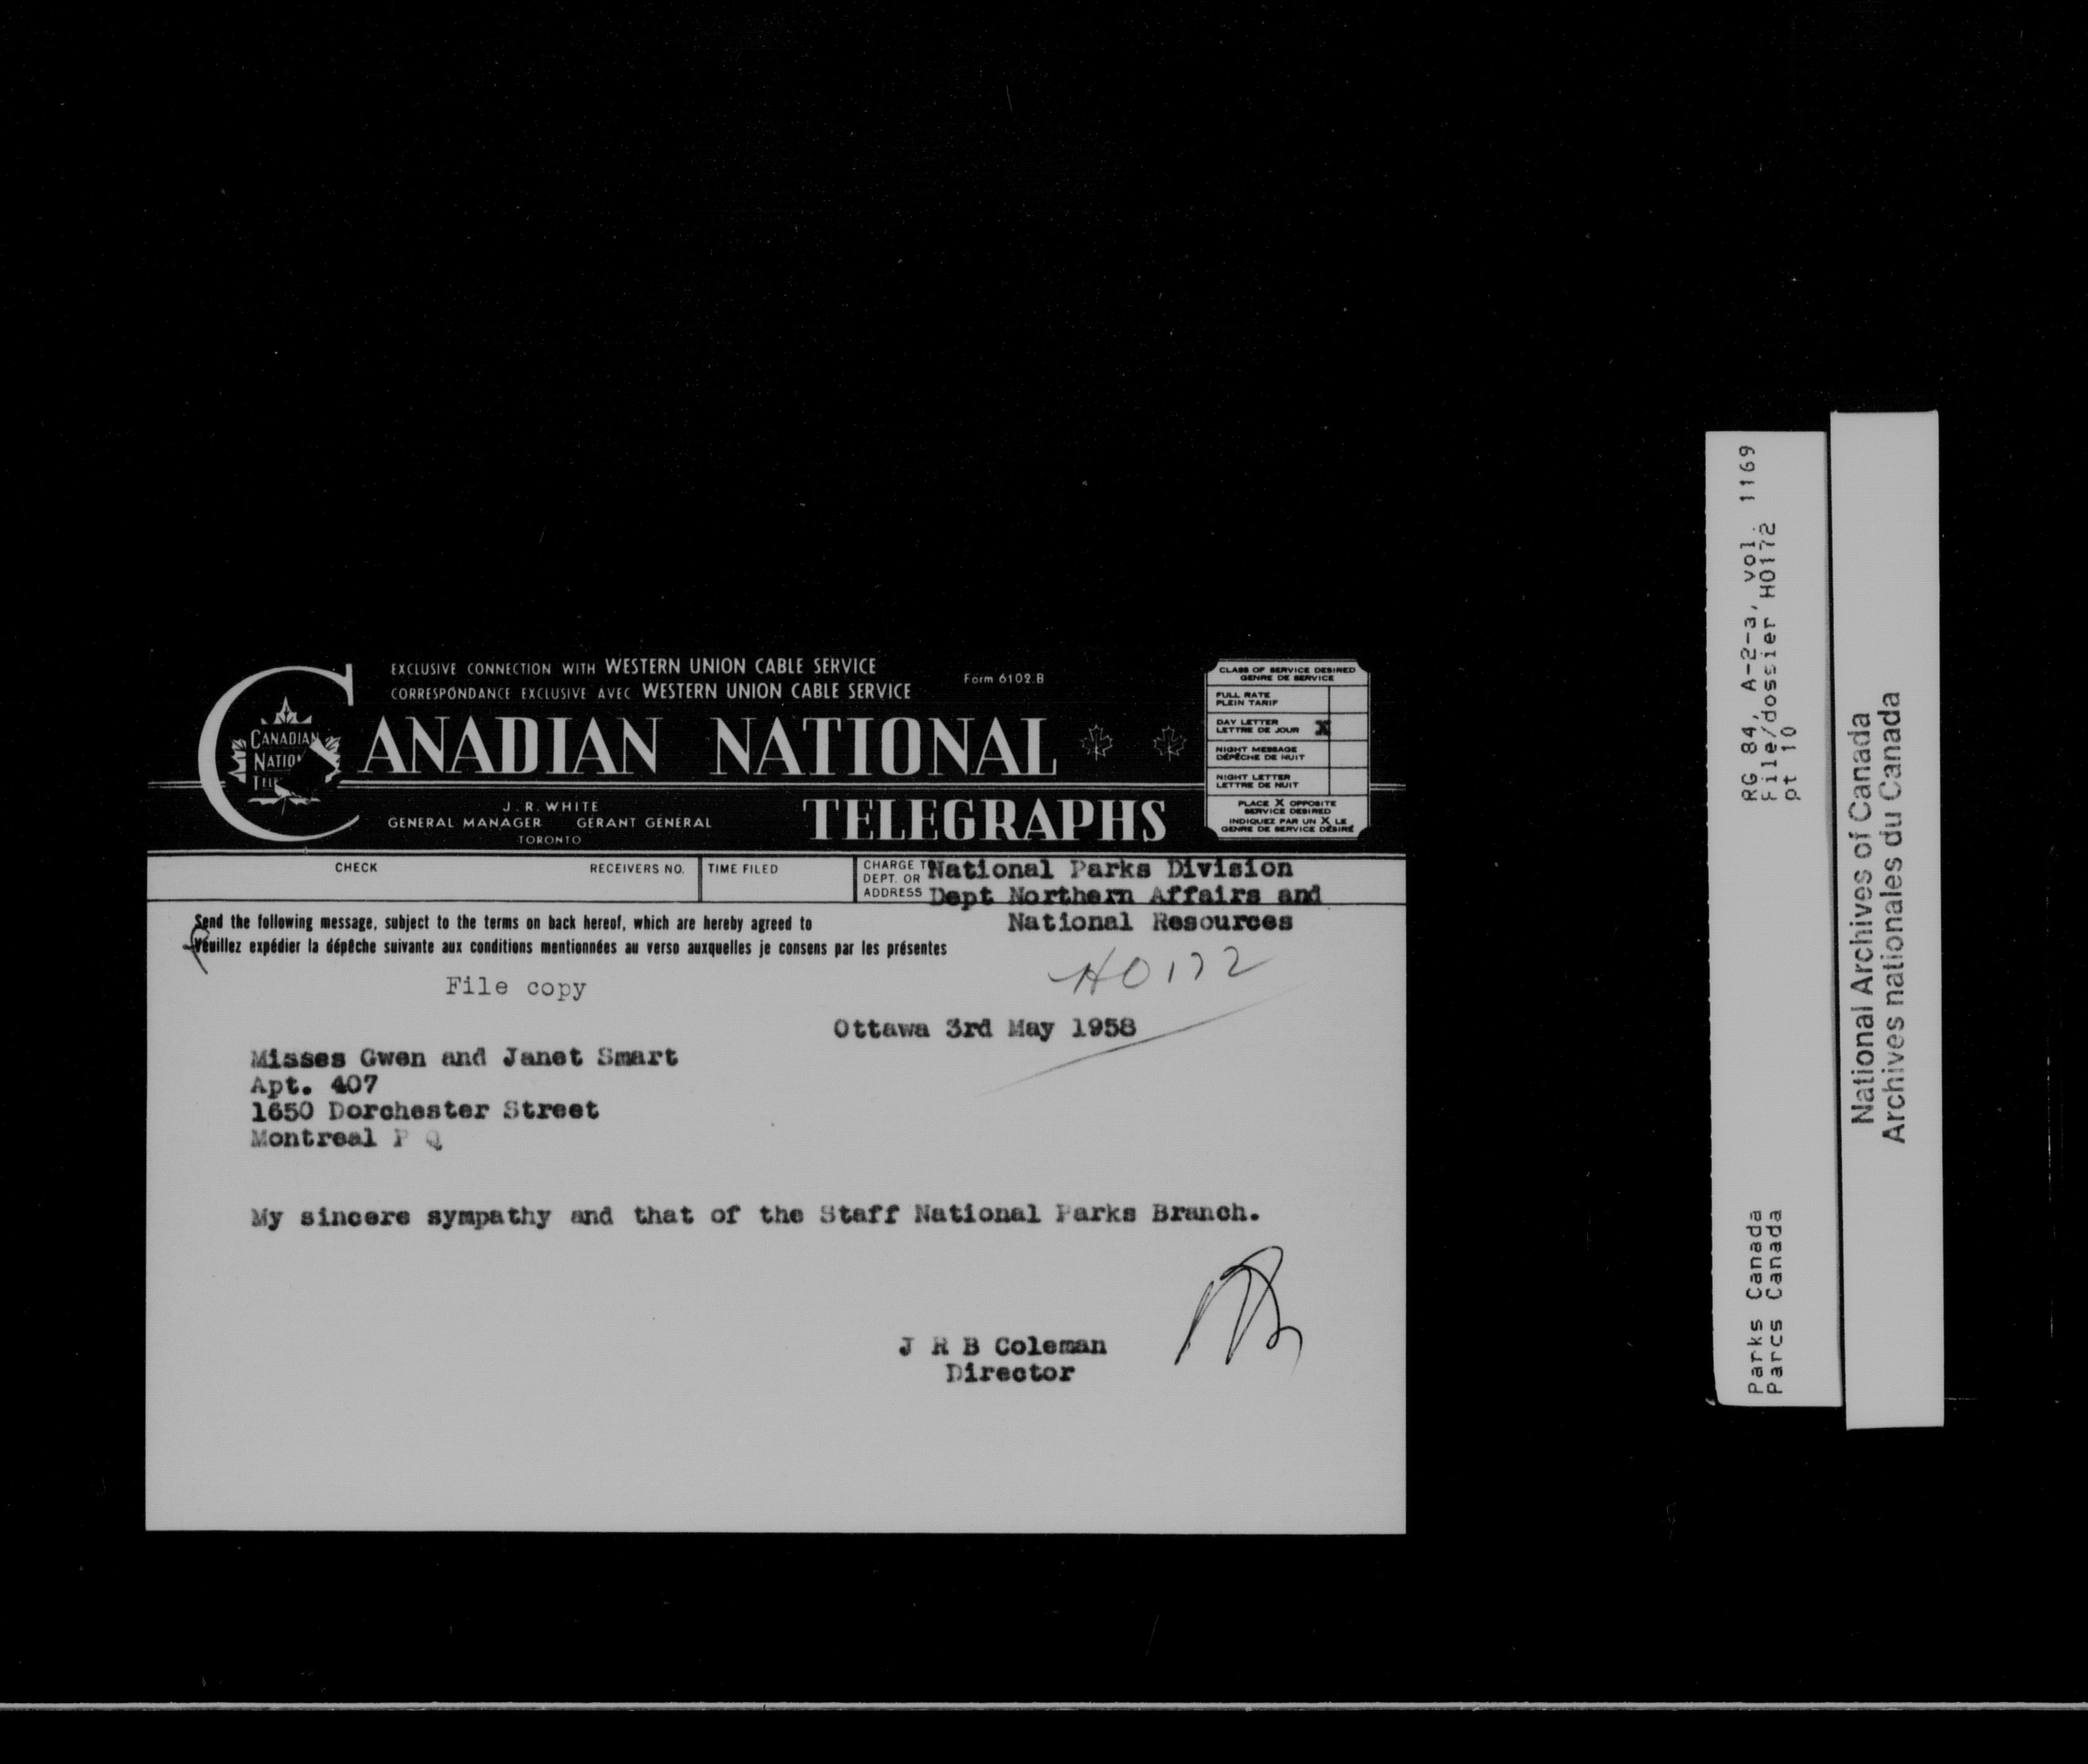 EXCLUSIVE CONNECTION WITH WESTERN UNION CABLE SERVICE
CORRESPONDANCE EXCLUSIVE AVEC WESTERN UNION CABLE SERVICE
Form 6102.B
CANADIAN NATIONAL
TELEGRAPHS
CANADIAN
J. R. WHITE
GENERAL MANAGER GERANT GENERAL
TORONTO
CLASS OF SERVICE DESIRED
GENRE DE SERVICE
FULL RATE
PLEIN TARIF
DAY LETTER
LETTRE DE JOUR X
NIGHT MESSAGE
DÉPÊCHE DE NUIT
NIGHT LETTER
LETTRE DE NUIT
PLACE X OPPOSITE
SERVICE DESIRED
INDIQUEZ PAR UN X LE
GENRE DE SERVICE DÉSIRÉ
CHECK RECEIVERS NO. TIME FILED
CHARGE TO National Parks Division
DEPT. OR
ADDRESS Dept Northern Affairs and
National Resources
Send the following message, subject to the terms on back hereof, which are hereby agreed to
Veuillez expédier la dépêche suivante aux conditions mentionnées au verso auxquelles je consens par les présentes
HO172
File copy
Ottawa 3rd May 1958
Misses Gwen and Janet Smart
Apt. 407
1650 Dorchester Street
Montreal P Q
My sincere sympathy and that of the Staff National Parks Branch.
J R B Coleman
Director
RG 84, A-2-a, vol. 1169
File/dossier HO172
pt 10
Parks Canada
Parcs Canada
National Archives of Canada
Archives nationales du Canada